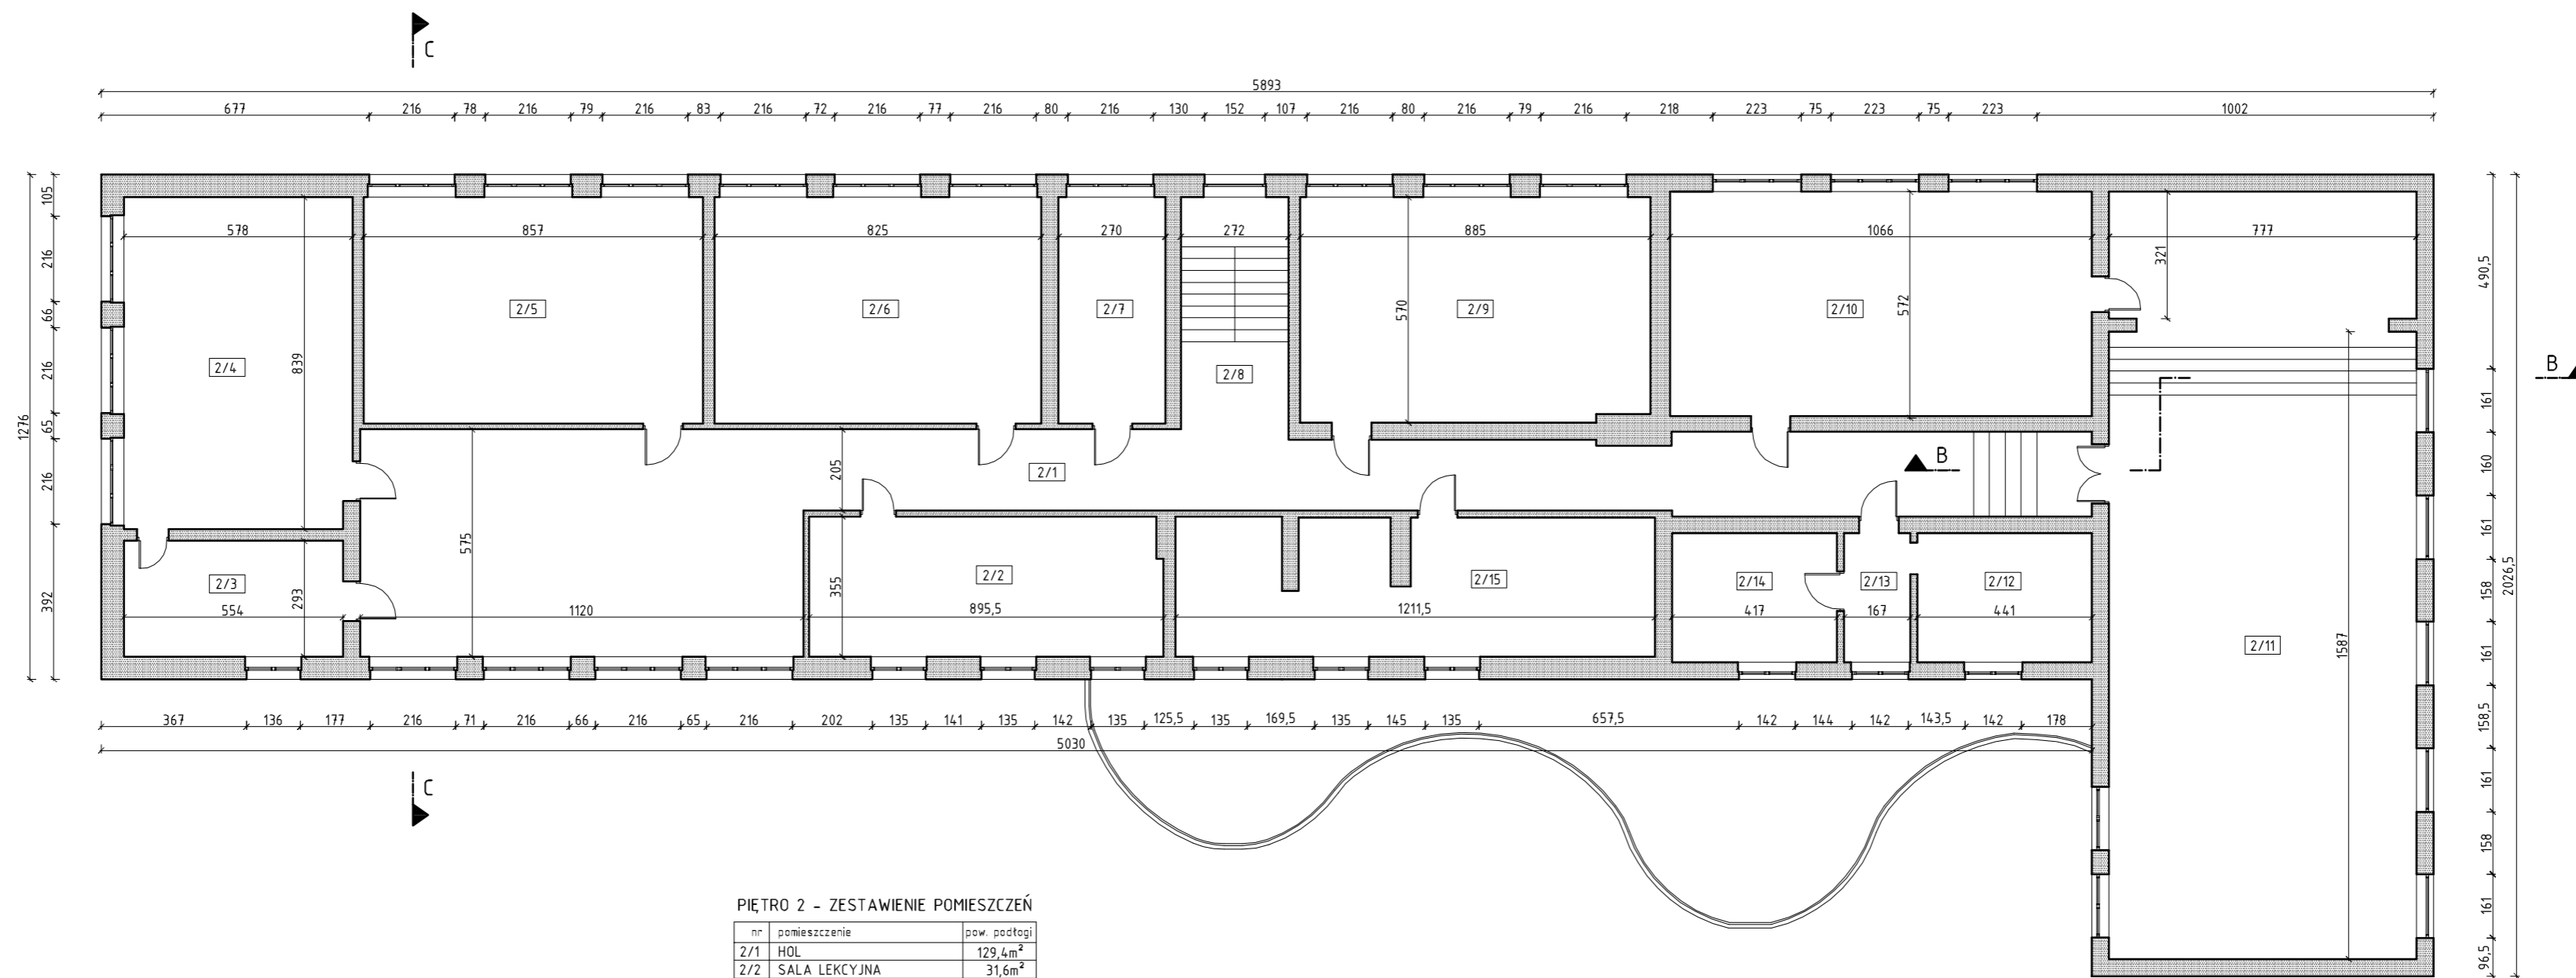 C
5893
677 216 78 216 79 216 83 216 72 216 77 216 80 216 130 152 107 216 80 216 79 216 218 223 75 223 75 223 1002
105
216
66
216
65
216
392
1276
578 857 825 270 272 885 1066 777
321
2/5 2/6 2/7 2/9 2/10
570
572
839
2/4
2/8
490,5
161
160
161
158
161
158,5
161
158
161
96,5
2026,5
B
205
2/1
B
575
355
2/3
293
2/2
2/15
2/14 2/13 2/12
554 1120 895,5 1211,5 417 167 441
2/11
1587
367 136 177 216 71 216 66 216 65 216 202 135 141 135 142 135 125,5 135 169,5 135 145 135 657,5 142 144 142 143,5 142 178
5030
C
PIĘTRO 2 - ZESTAWIENIE POMIESZCZEŃ
nr pomieszczenie pow. podłogi
2/1 HOL 129,4m²
2/2 SALA LEKCYJNA 31,6m²